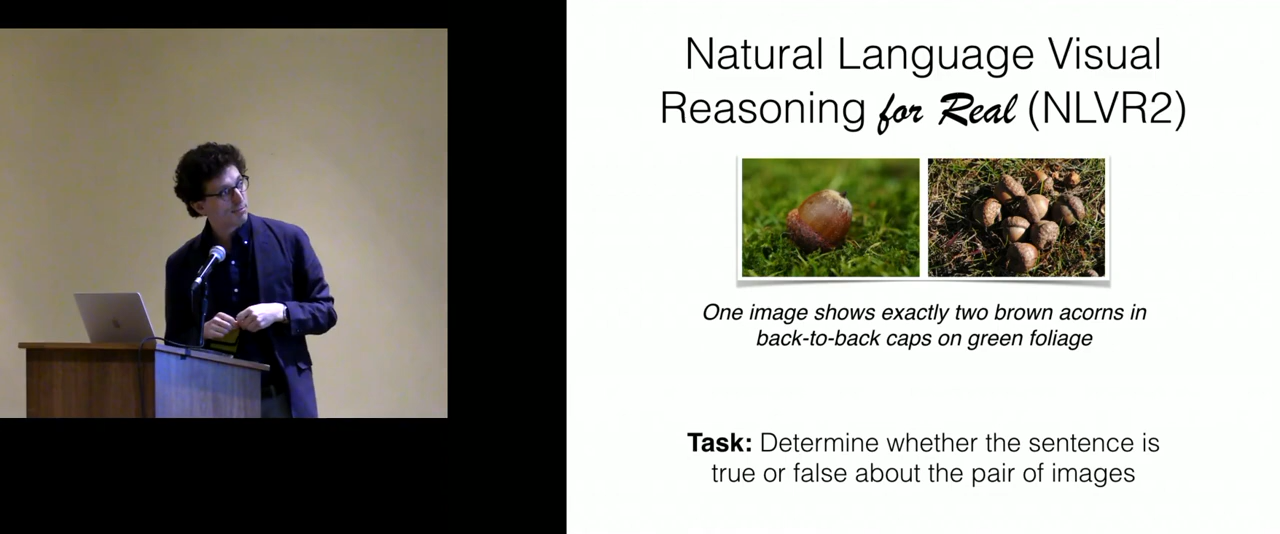 Natural Language Visual
Reasoning for Real (NLVR2)
One image shows exactly two brown acorns in
back-to-back caps on green foliage
Task: Determine whether the sentence is
true or false about the pair of images